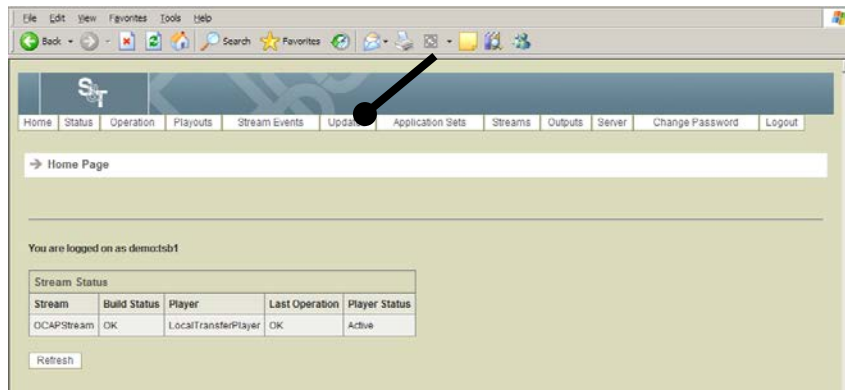 File Edit View Favorites Tools Help
Back Search Favorites
S&T
Home Status Operation Playouts Stream Events Application Sets Streams Outputs Server Change Password Logout
Home Page
You are logged on as demo:tsb1
Stream Status
Stream Build Status Player Last Operation Player Status
OCAPStream OK LocalTransferPlayer OK Active
Refresh